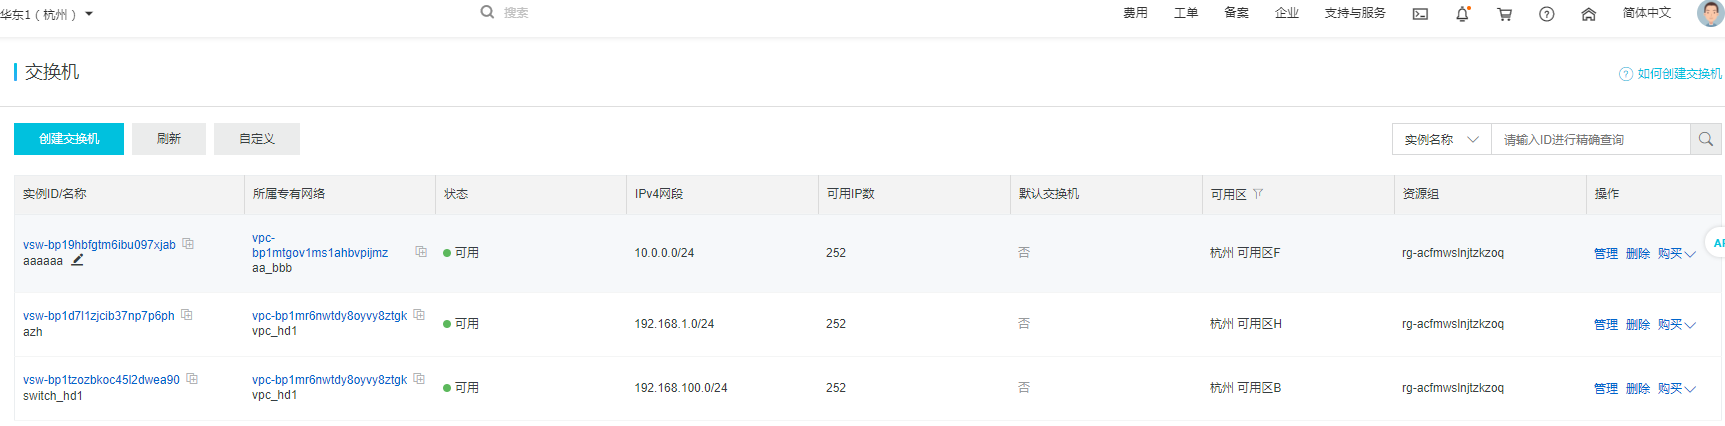 华东1（杭州）
搜索
费用 工单 备案 企业 支持与服务 简体中文
交换机
如何创建交换机
创建交换机 刷新 自定义
实例名称 请输入ID进行精确查询
实例ID/名称 所属专有网络 状态 IPv4网段 可用IP数 默认交换机 可用区 资源组 操作
vsw-bp19hbfgtm6ibu097xjab
aaaaaa
vpc-
bp1mtgov1ms1ahbvpijmz
aa_bbb
可用 10.0.0.0/24 252 否 杭州 可用区F rg-acfmwslnjtzkzoq 管理 删除 购买
vsw-bp1d7l1zjcib37np7p6ph
azh
vpc-bp1mr6nwtdy8oyvy8ztgk
vpc_hd1
可用 192.168.1.0/24 252 否 杭州 可用区H rg-acfmwslnjtzkzoq 管理 删除 购买
vsw-bp1tzozbkoc45l2dwea90
switch_hd1
vpc-bp1mr6nwtdy8oyvy8ztgk
vpc_hd1
可用 192.168.100.0/24 252 否 杭州 可用区B rg-acfmwslnjtzkzoq 管理 删除 购买